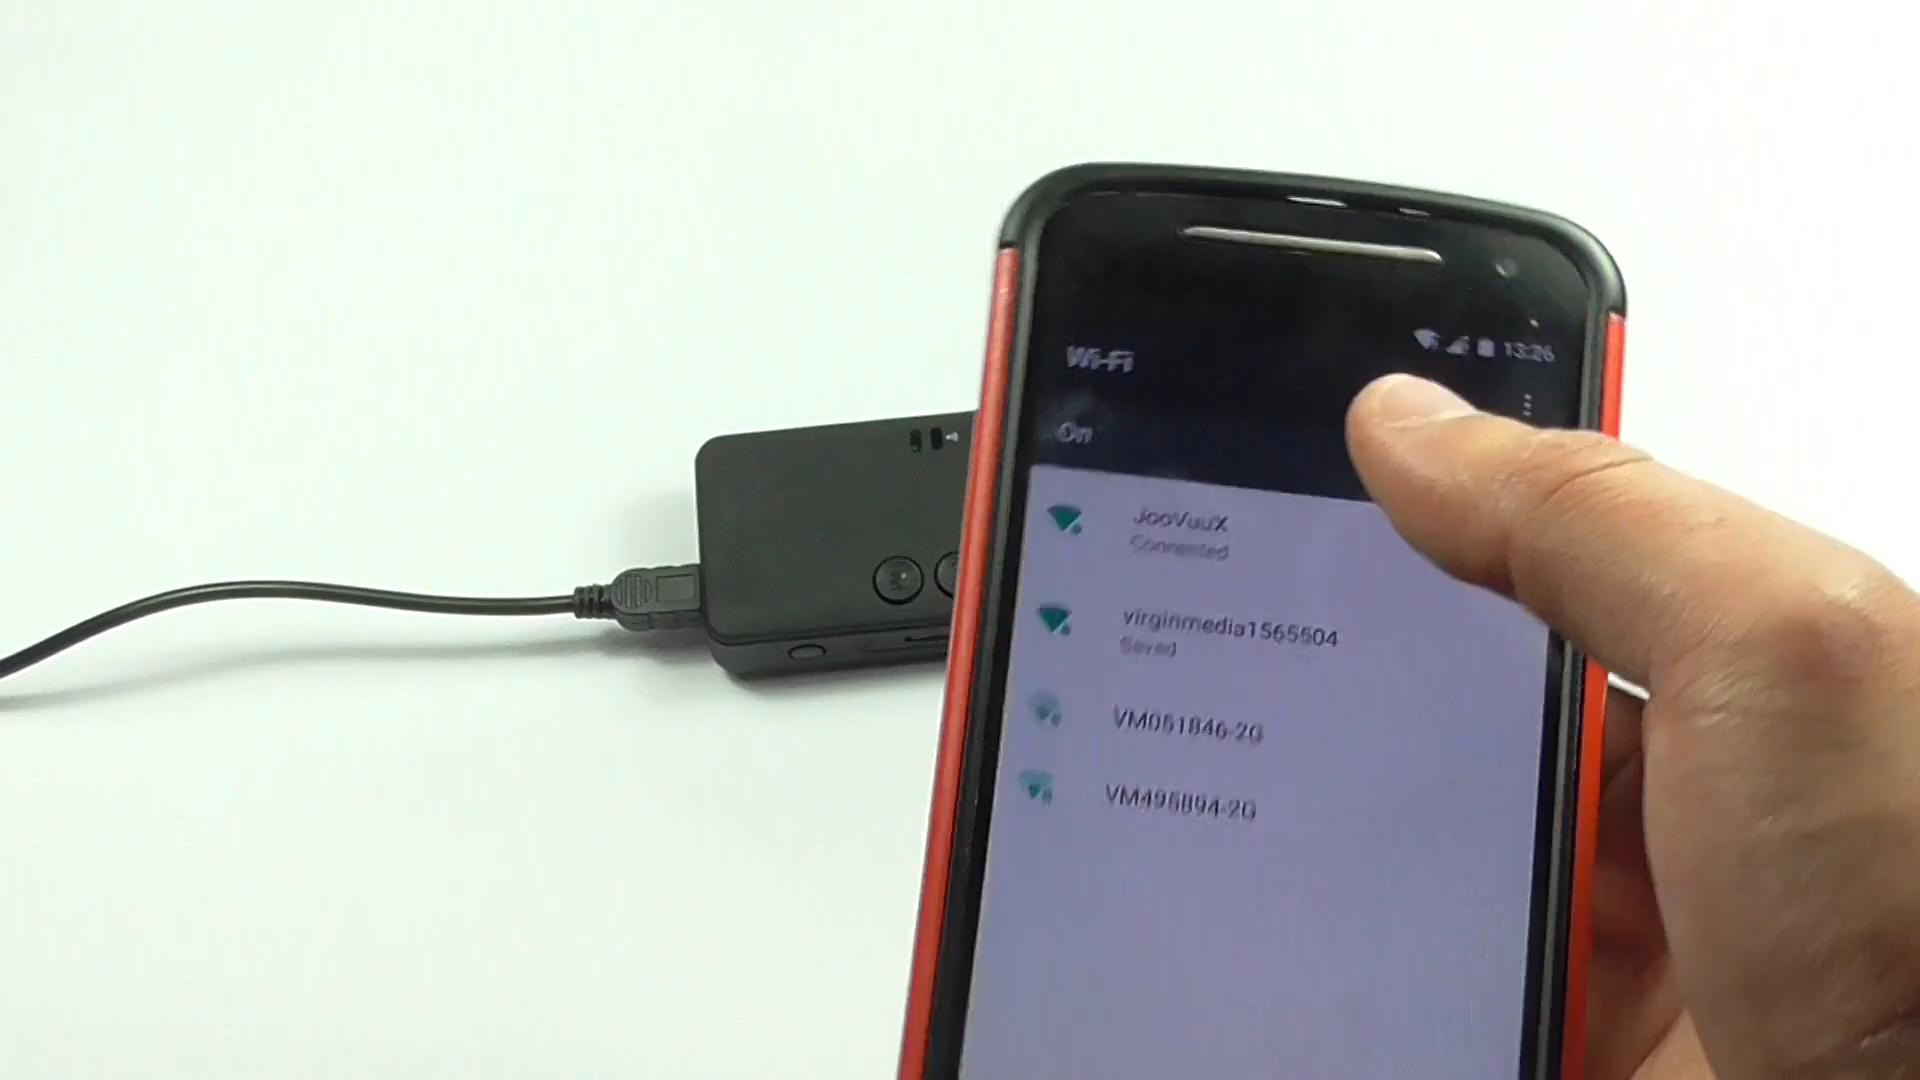 13:26
Wi-Fi
On
JooVuuX
Connected
virginmedia1565504
Saved
VM051846-2G
VM495894-2G
M